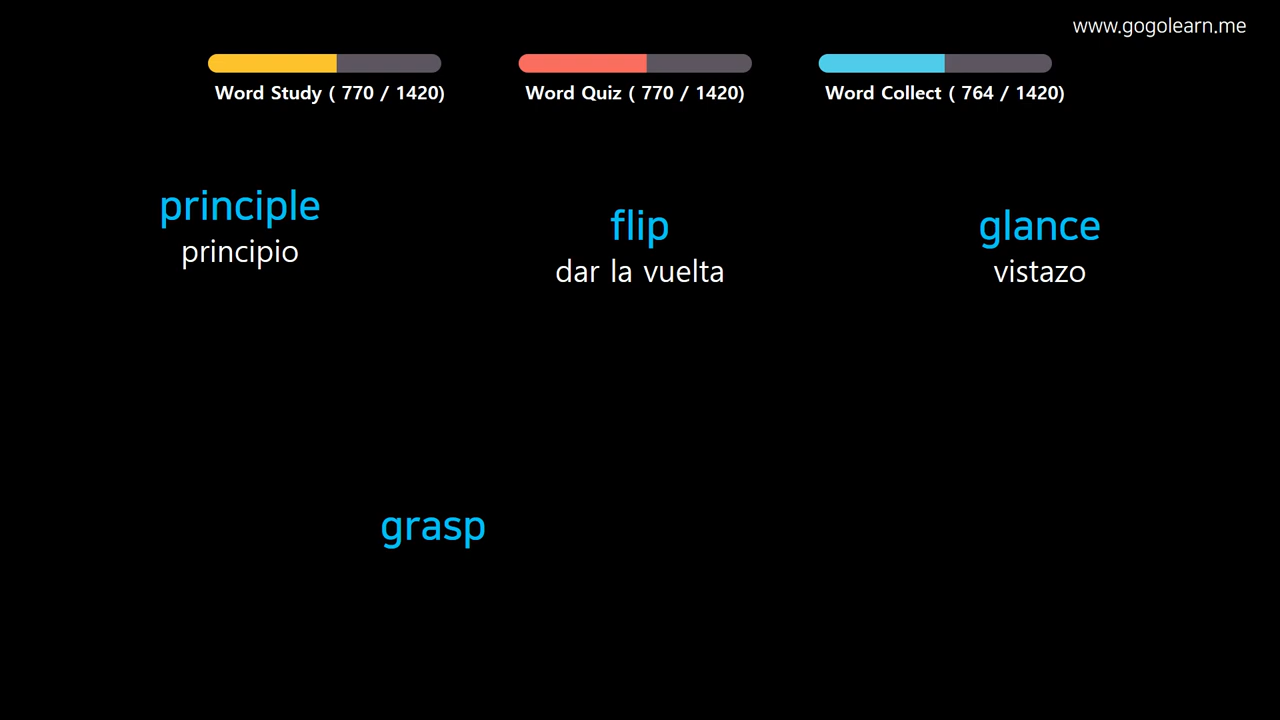 www.gogolearn.me
Word Study ( 770 / 1420)
Word Quiz ( 770 / 1420)
Word Collect ( 764 / 1420)
principle
principio
flip
dar la vuelta
glance
vistazo
grasp